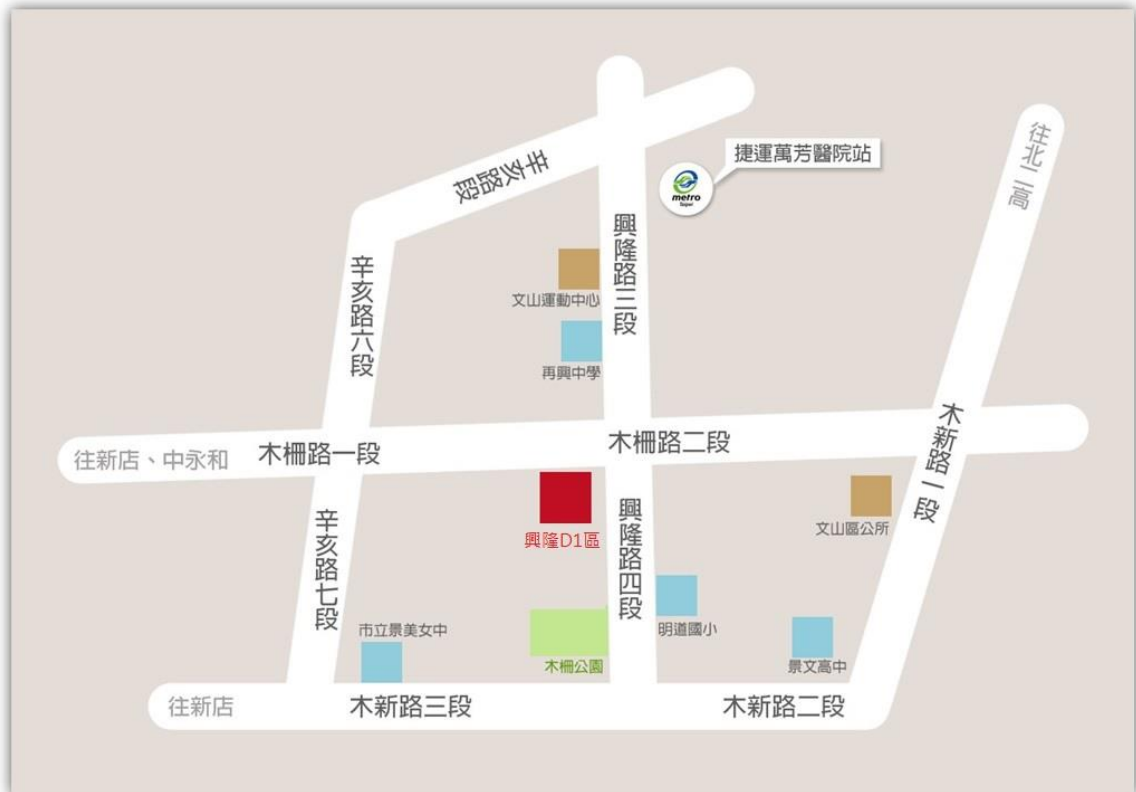 往北二高
捷運萬芳醫院站
metro
Taipei
辛亥路段
興隆路三段
辛亥路六段
文山運動中心
再興中學
木新路一段
往新店、中永和
木柵路一段
木柵路二段
興隆D1區
興隆路四段
文山區公所
辛亥路七段
市立景美女中
木柵公園
明道國小
景文高中
往新店
木新路三段
木新路二段